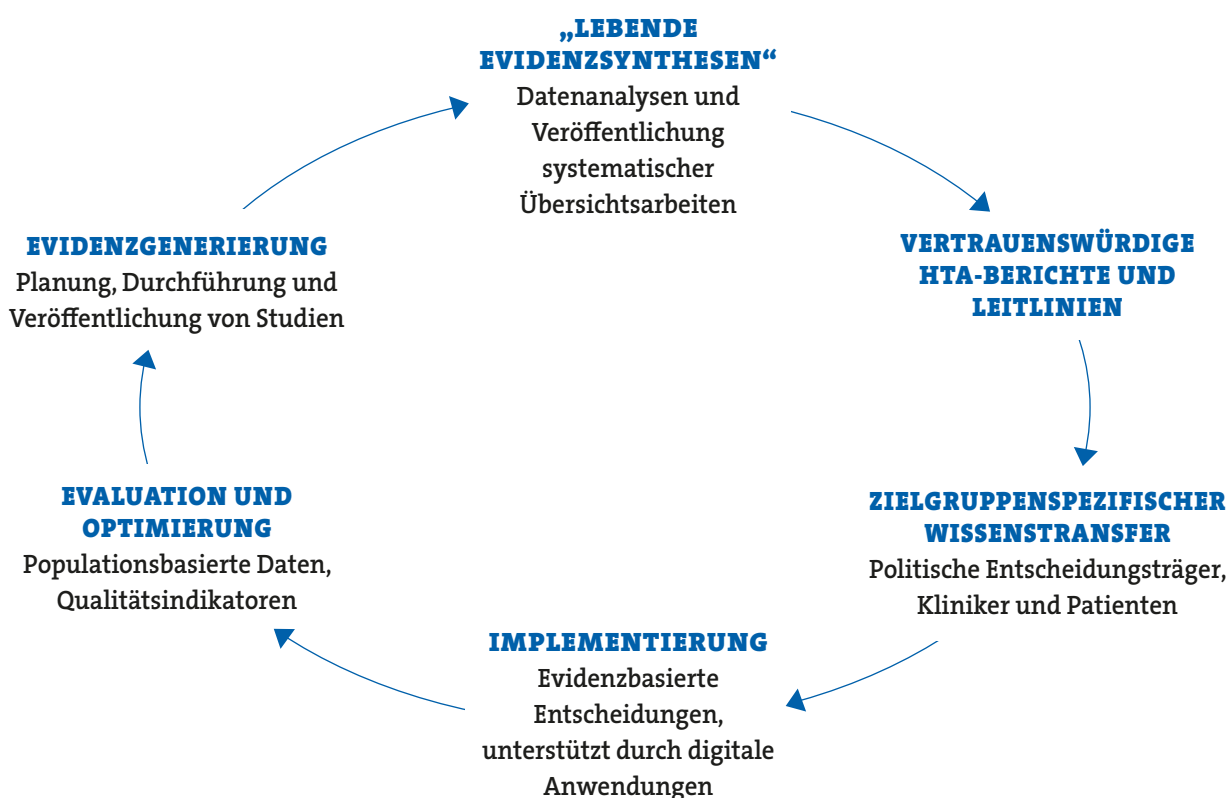 „LEBENDE
EVIDENZSYNTHESEN“
Datenanalysen und
Veröffentlichung
systematischer
Übersichtsarbeiten
VERTRAUENSWÜRDIGE
HTA-BERICHTE UND
LEITLINIEN
ZIELGRUPPENSPEZIFISCHER
WISSENSTRANSFER
Politische Entscheidungsträger,
Kliniker und Patienten
IMPLEMENTIERUNG
Evidenzbasierte
Entscheidungen,
unterstützt durch digitale
Anwendungen
EVALUATION UND
OPTIMIERUNG
Populationsbasierte Daten,
Qualitätsindikatoren
EVIDENZGENERIERUNG
Planung, Durchführung und
Veröffentlichung von Studien